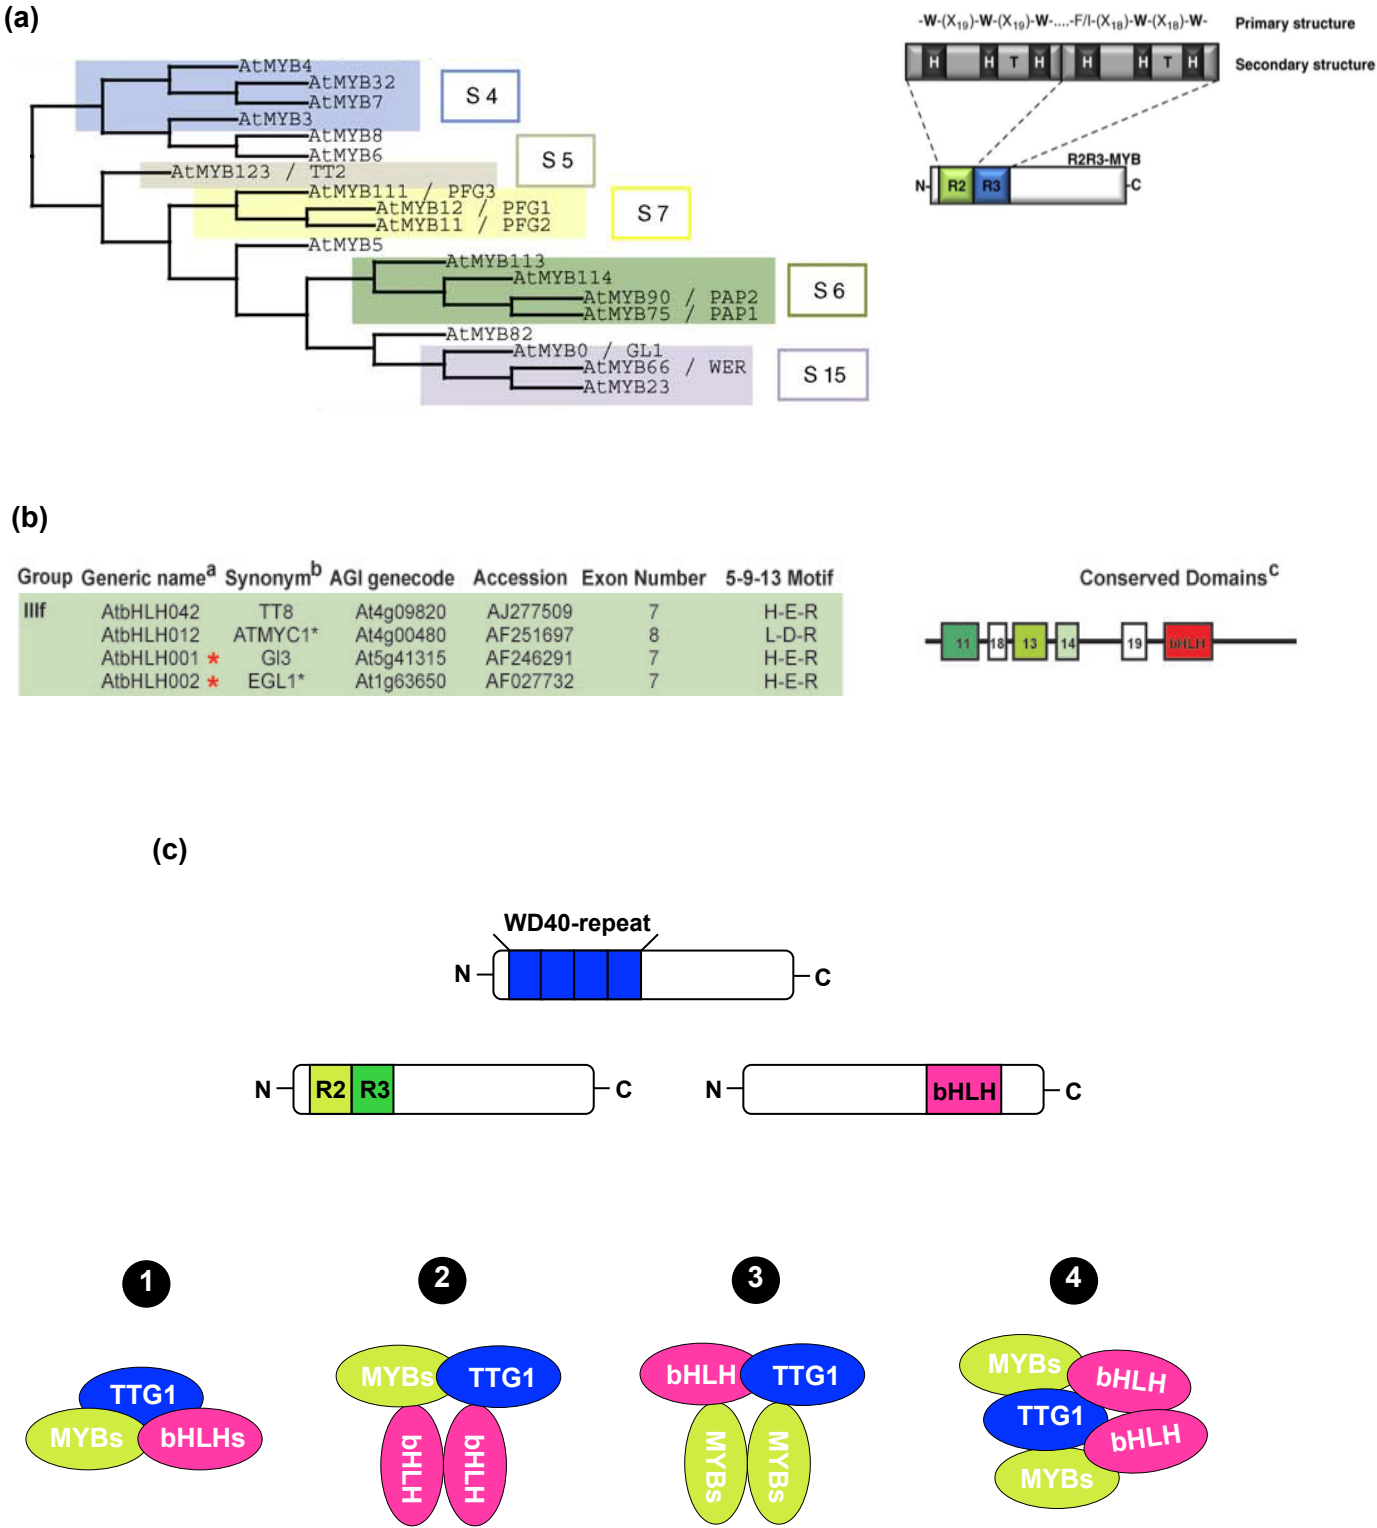 (a)
AtMYB4
AtMYB32
AtMYB7
AtMYB3
AtMYB8
AtMYB6
AtMYB123 / TT2
AtMYB111 / PFG3
AtMYB12 / PFG1
AtMYB11 / PFG2
AtMYB5
AtMYB113
AtMYB114
AtMYB90 / PAP2
AtMYB75 / PAP1
AtMYB82
AtMYB0 / GL1
AtMYB66 / WER
AtMYB23
S 4
S 5
S 7
S 6
S 15
-W-(X19)-W-(X19)-W-....-F/I-(X18)-W-(X18)-W-
Primary structure
H H T H H H T H
Secondary structure
R2R3-MYB
N- R2 R3 -C
(b)
Group Generic nameᵃ Synonymᵇ AGI genecode Accession Exon Number 5-9-13 Motif
IIIf AtbHLH042 TT8 At4g09820 AJ277509 7 H-E-R
AtbHLH012 ATMYC1* At4g00480 AF251697 8 L-D-R
AtbHLH001 * Gl3 At5g41315 AF246291 7 H-E-R
AtbHLH002 * EGL1* At1g63650 AF027732 7 H-E-R
Conserved Domainsᶜ
11 18 13 14 19 bHLH
(c)
WD40-repeat
N C
N R2 R3 C
N bHLH C
1
TTG1
MYBs bHLHs
2
MYBs TTG1
bHLH bHLH
3
bHLH TTG1
MYBs MYBs
4
MYBs bHLH
TTG1 bHLH
MYBs